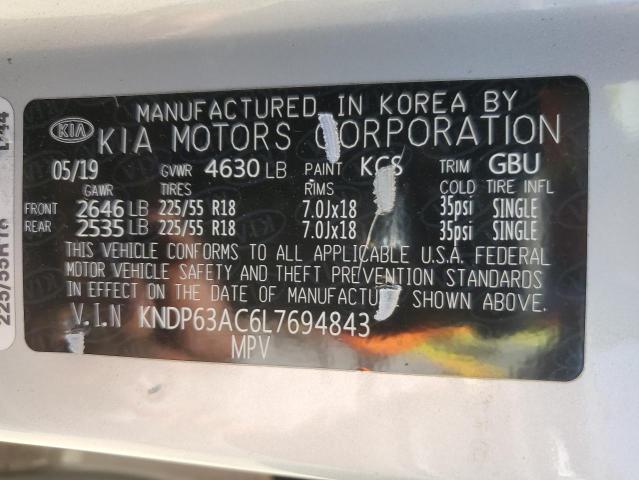 MANUFACTURED IN KOREA BY
KIA KIA MOTORS CORPORATION
05/19 GVWR 4630 LB PAINT KCS TRIM GBU
GAWR TIRES RIMS COLD TIRE INFL
FRONT 2646 LB 225/55 R18 7.0Jx18 35psi SINGLE
REAR 2535 LB 225/55 R18 7.0Jx18 35psi SINGLE
THIS VEHICLE CONFORMS TO ALL APPLICABLE U.S.A. FEDERAL
MOTOR VEHICLE SAFETY AND THEFT PREVENTION STANDARDS
IN EFFECT ON THE DATE OF MANUFACTURE SHOWN ABOVE.
V.I.N KNDP63AC6L7694843
MPV
225/55R18